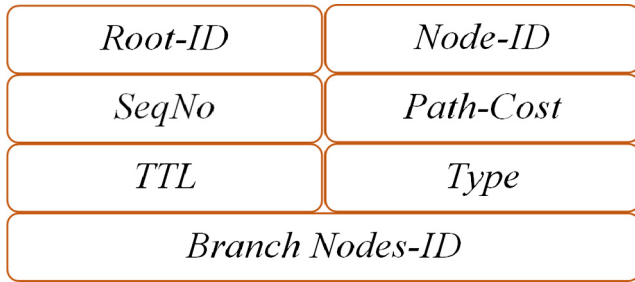 Root-ID Node-ID
SeqNo Path-Cost
TTL Type
Branch Nodes-ID